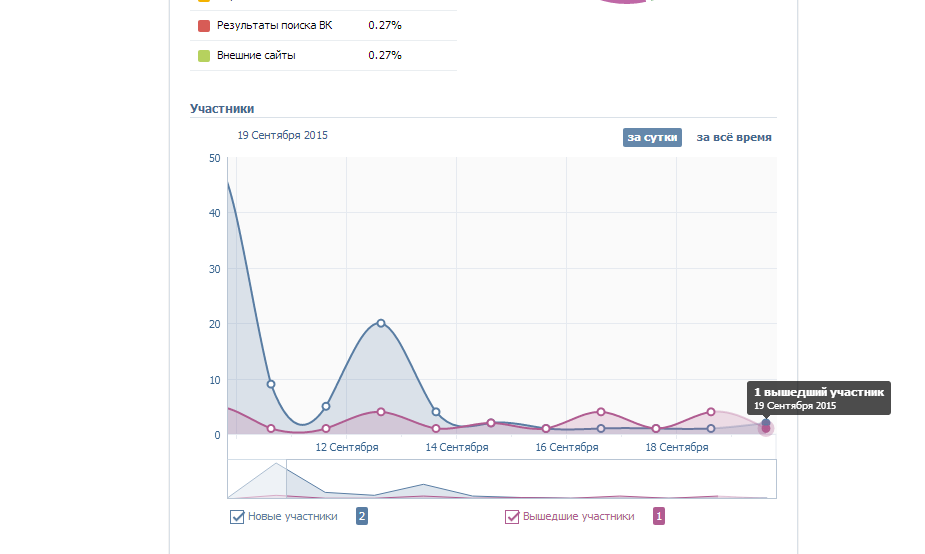 Результаты поиска ВК 0.27%
Внешние сайты 0.27%
Участники
19 Сентября 2015 за сутки за всё время
50
40
30
20
10
0
1 вышедший участник
19 Сентября 2015
12 Сентября 14 Сентября 16 Сентября 18 Сентября
Новые участники 2 Вышедшие участники 1